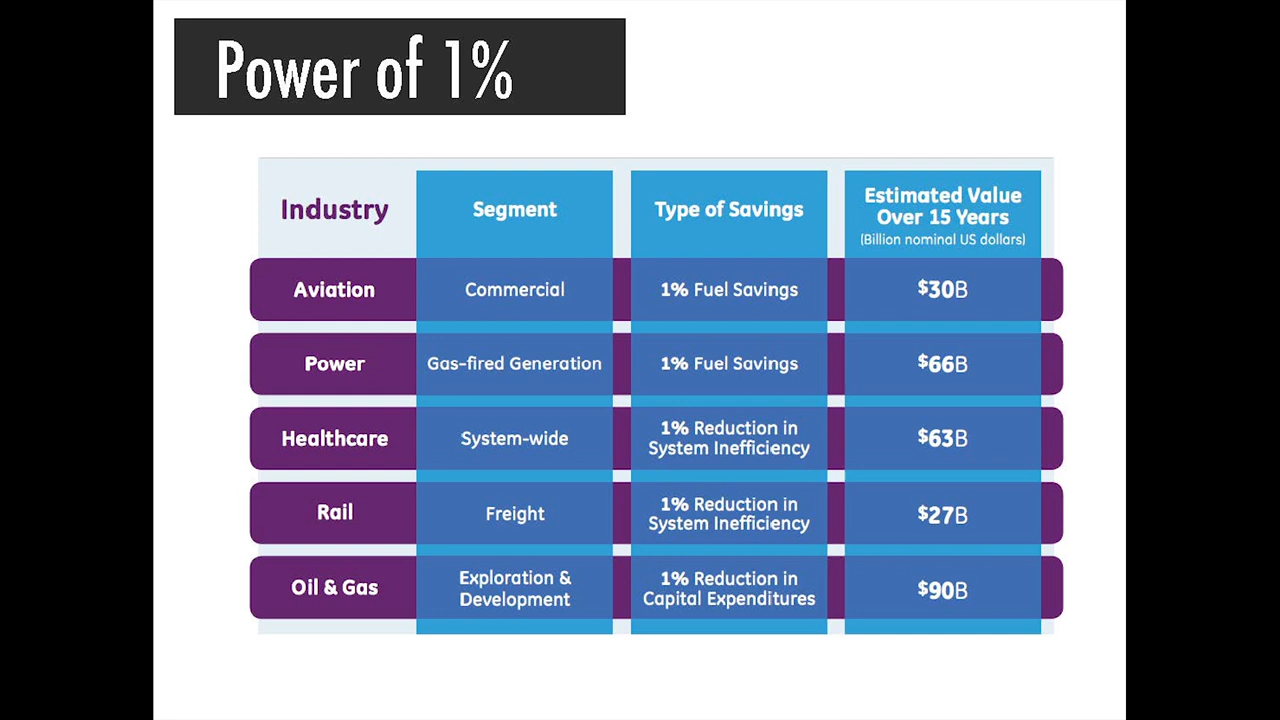 Power of 1%
Industry
Segment
Type of Savings
Estimated Value
Over 15 Years
(Billion nominal US dollars)
Aviation
Commercial
1% Fuel Savings
$30B
Power
Gas-fired Generation
1% Fuel Savings
$66B
Healthcare
System-wide
1% Reduction in
System Inefficiency
$63B
Rail
Freight
1% Reduction in
System Inefficiency
$27B
Oil & Gas
Exploration &
Development
1% Reduction in
Capital Expenditures
$90B